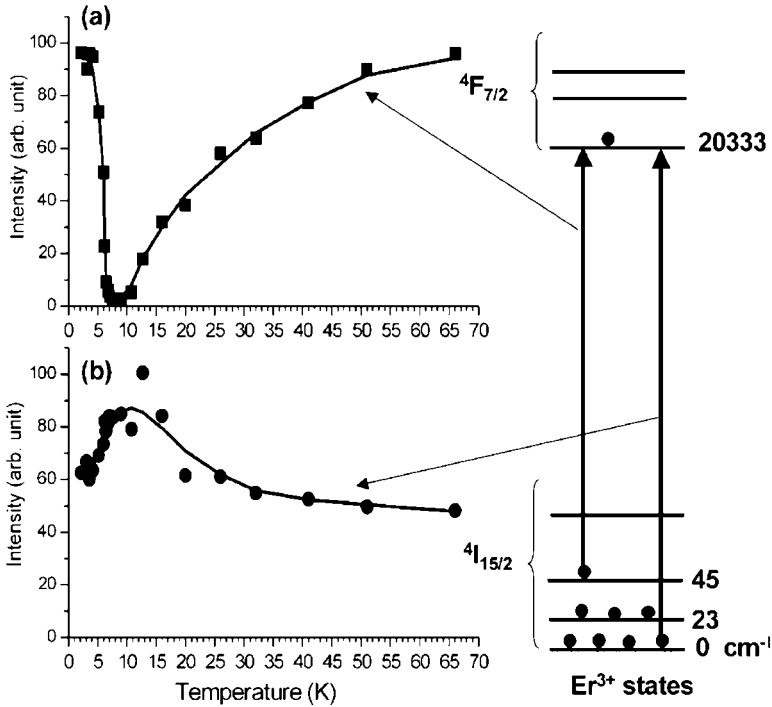 (a)
100
80
60
40
20
0
Intensity (arb. unit)
0 5 10 15 20 25 30 35 40 45 50 55 60 65 70
(b)
100
80
60
40
20
0
Intensity (arb. unit)
0 5 10 15 20 25 30 35 40 45 50 55 60 65 70
Temperature (K)
⁴F₇/₂
20333
⁴I₁₅/₂
45
23
0 cm⁻¹
Er³⁺ states